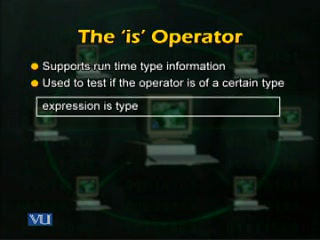 The ‘is’ Operator
Supports run time type information
Used to test if the operator is of a certain type
expression is type
VU